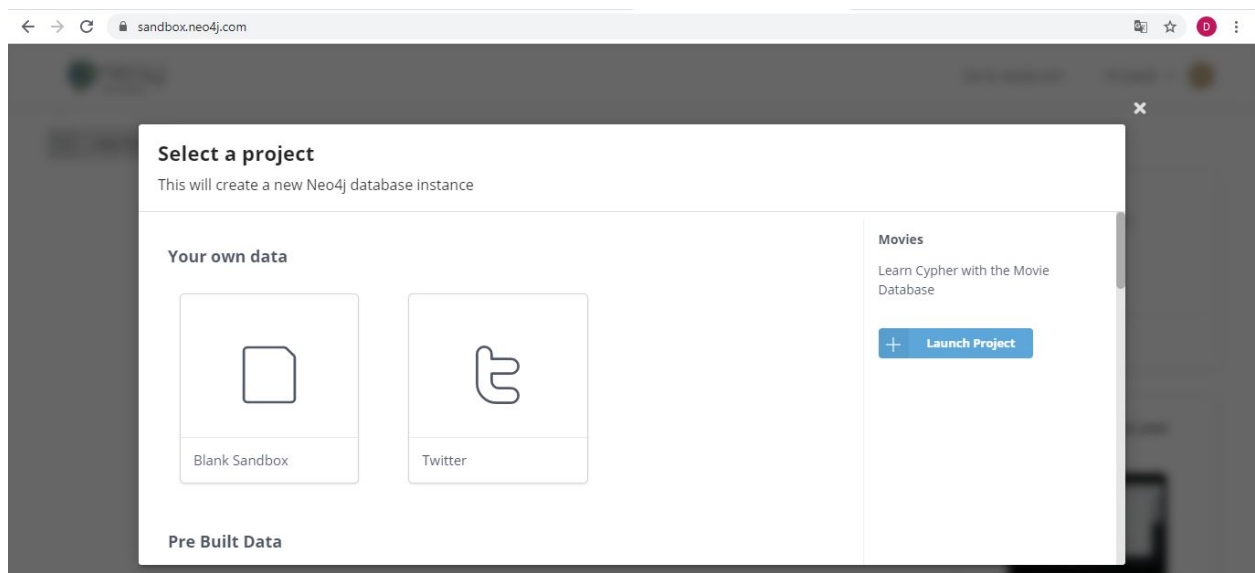 sandbox.neo4j.com
D
Select a project
This will create a new Neo4j database instance
Your own data
Blank Sandbox
Twitter
Pre Built Data
Movies
Learn Cypher with the Movie
Database
Launch Project